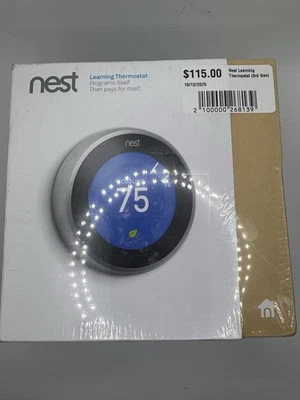 nest
Learning Thermostat
Programs itself.
Then pays for itself.
$115.00
10/18/2025
Nest Learning
Thermostat (3rd Gen)
2 100000 268139
nest
75